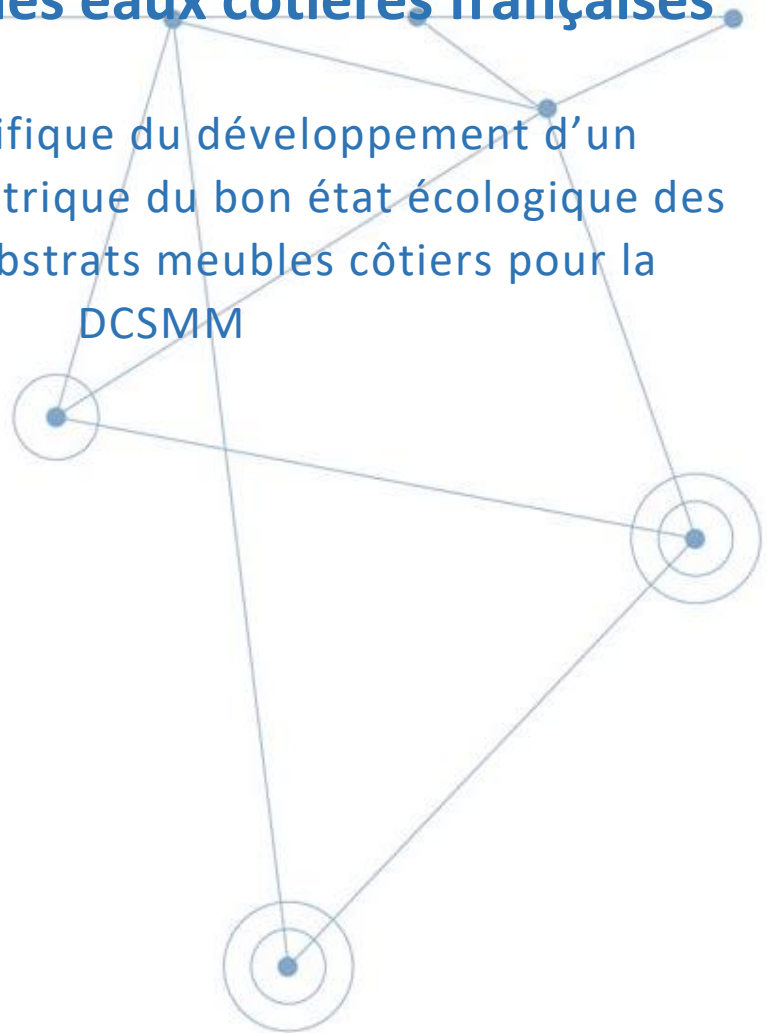 les eaux côtières françaises
ifique du développement d’un
trique du bon état écologique des
bstrats meubles côtiers pour la
DCSMM